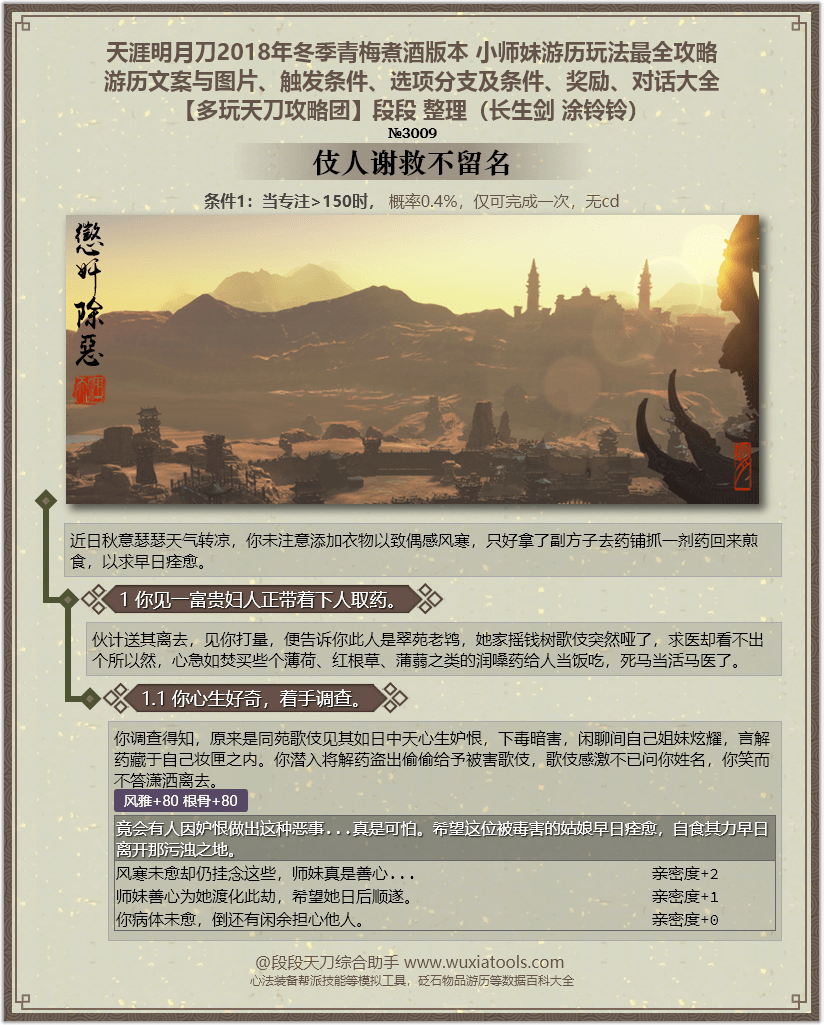 天涯明月刀2018年冬季青梅煮酒版本 小师妹游历玩法最全攻略
游历文案与图片、触发条件、选项分支及条件、奖励、对话大全
【多玩天刀攻略团】段段 整理（长生剑 涂铃铃）
№3009
伎人谢救不留名
条件1：当专注>150时， 概率0.4%，仅可完成一次，无cd
懲奸除惡
近日秋意瑟瑟天气转凉，你未注意添加衣物以致偶感风寒，只好拿了副方子去药铺抓一剂药回来煎
食，以求早日痊愈。
1 你见一富贵妇人正带着下人取药。
伙计送其离去，见你打量，便告诉你此人是翠苑老鸨，她家摇钱树歌伎突然哑了，求医却看不出
个所以然，心急如焚买些个薄荷、红根草、蒲蒻之类的润嗓药给人当饭吃，死马当活马医了。
1.1 你心生好奇，着手调查。
你调查得知，原来是同苑歌伎见其如日中天心生妒恨，下毒暗害，闲聊间自己姐妹炫耀，言解
药藏于自己妆匣之内。你潜入将解药盗出偷偷给予被害歌伎，歌伎感激不已问你姓名，你笑而
不答潇洒离去。
风雅+80 根骨+80
竟会有人因妒恨做出这种恶事...真是可怕。希望这位被毒害的姑娘早日痊愈，自食其力早日
离开那污浊之地。
风寒未愈却仍挂念这些，师妹真是善心... 亲密度+2
师妹善心为她渡化此劫，希望她日后顺遂。 亲密度+1
你病体未愈，倒还有闲余担心他人。 亲密度+0
@段段天刀综合助手 www.wuxiatools.com
心法装备帮派技能等模拟工具，砭石物品游历等数据百科大全